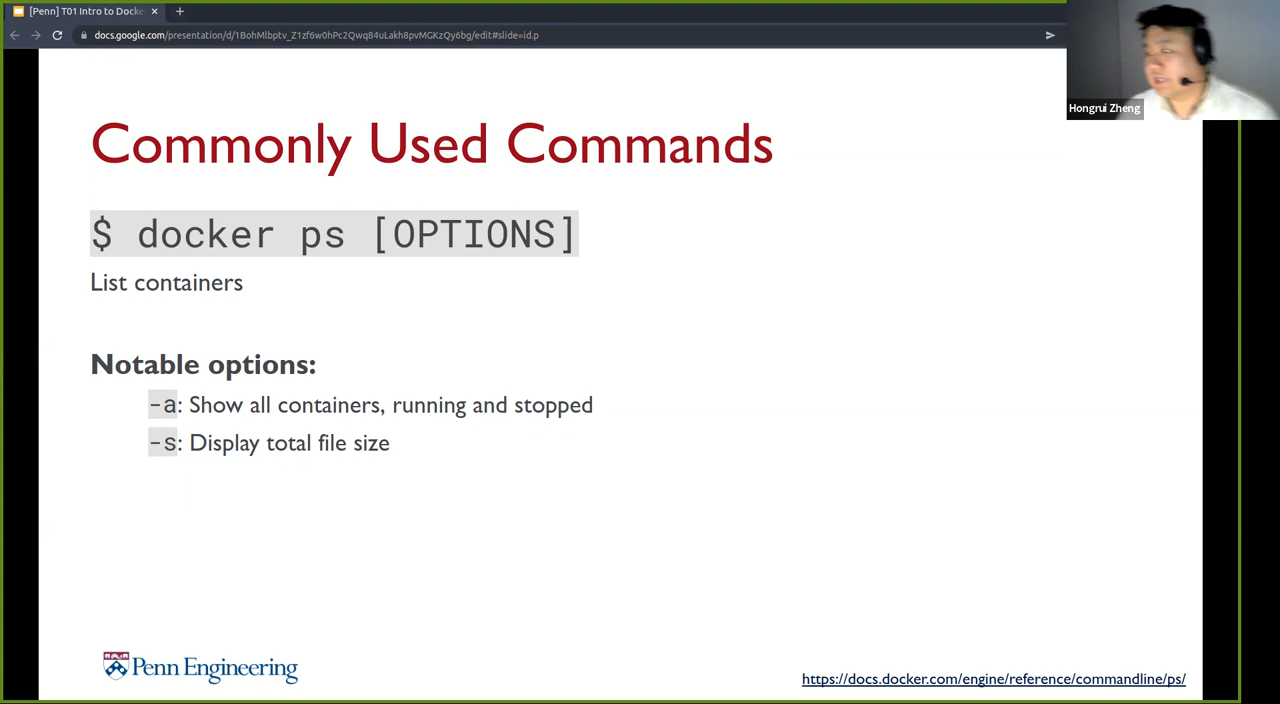 [Penn] T01 Intro to Docke
docs.google.com/presentation/d/1BohMlbptv_Z1zf6w0hPc2Qwq84uLakh8pvMGKzQy6bg/edit#slide=id.p
Hongrui Zheng
Commonly Used Commands
$ docker ps [OPTIONS]
List containers
Notable options:
-a: Show all containers, running and stopped
-s: Display total file size
Penn Engineering
https://docs.docker.com/engine/reference/commandline/ps/